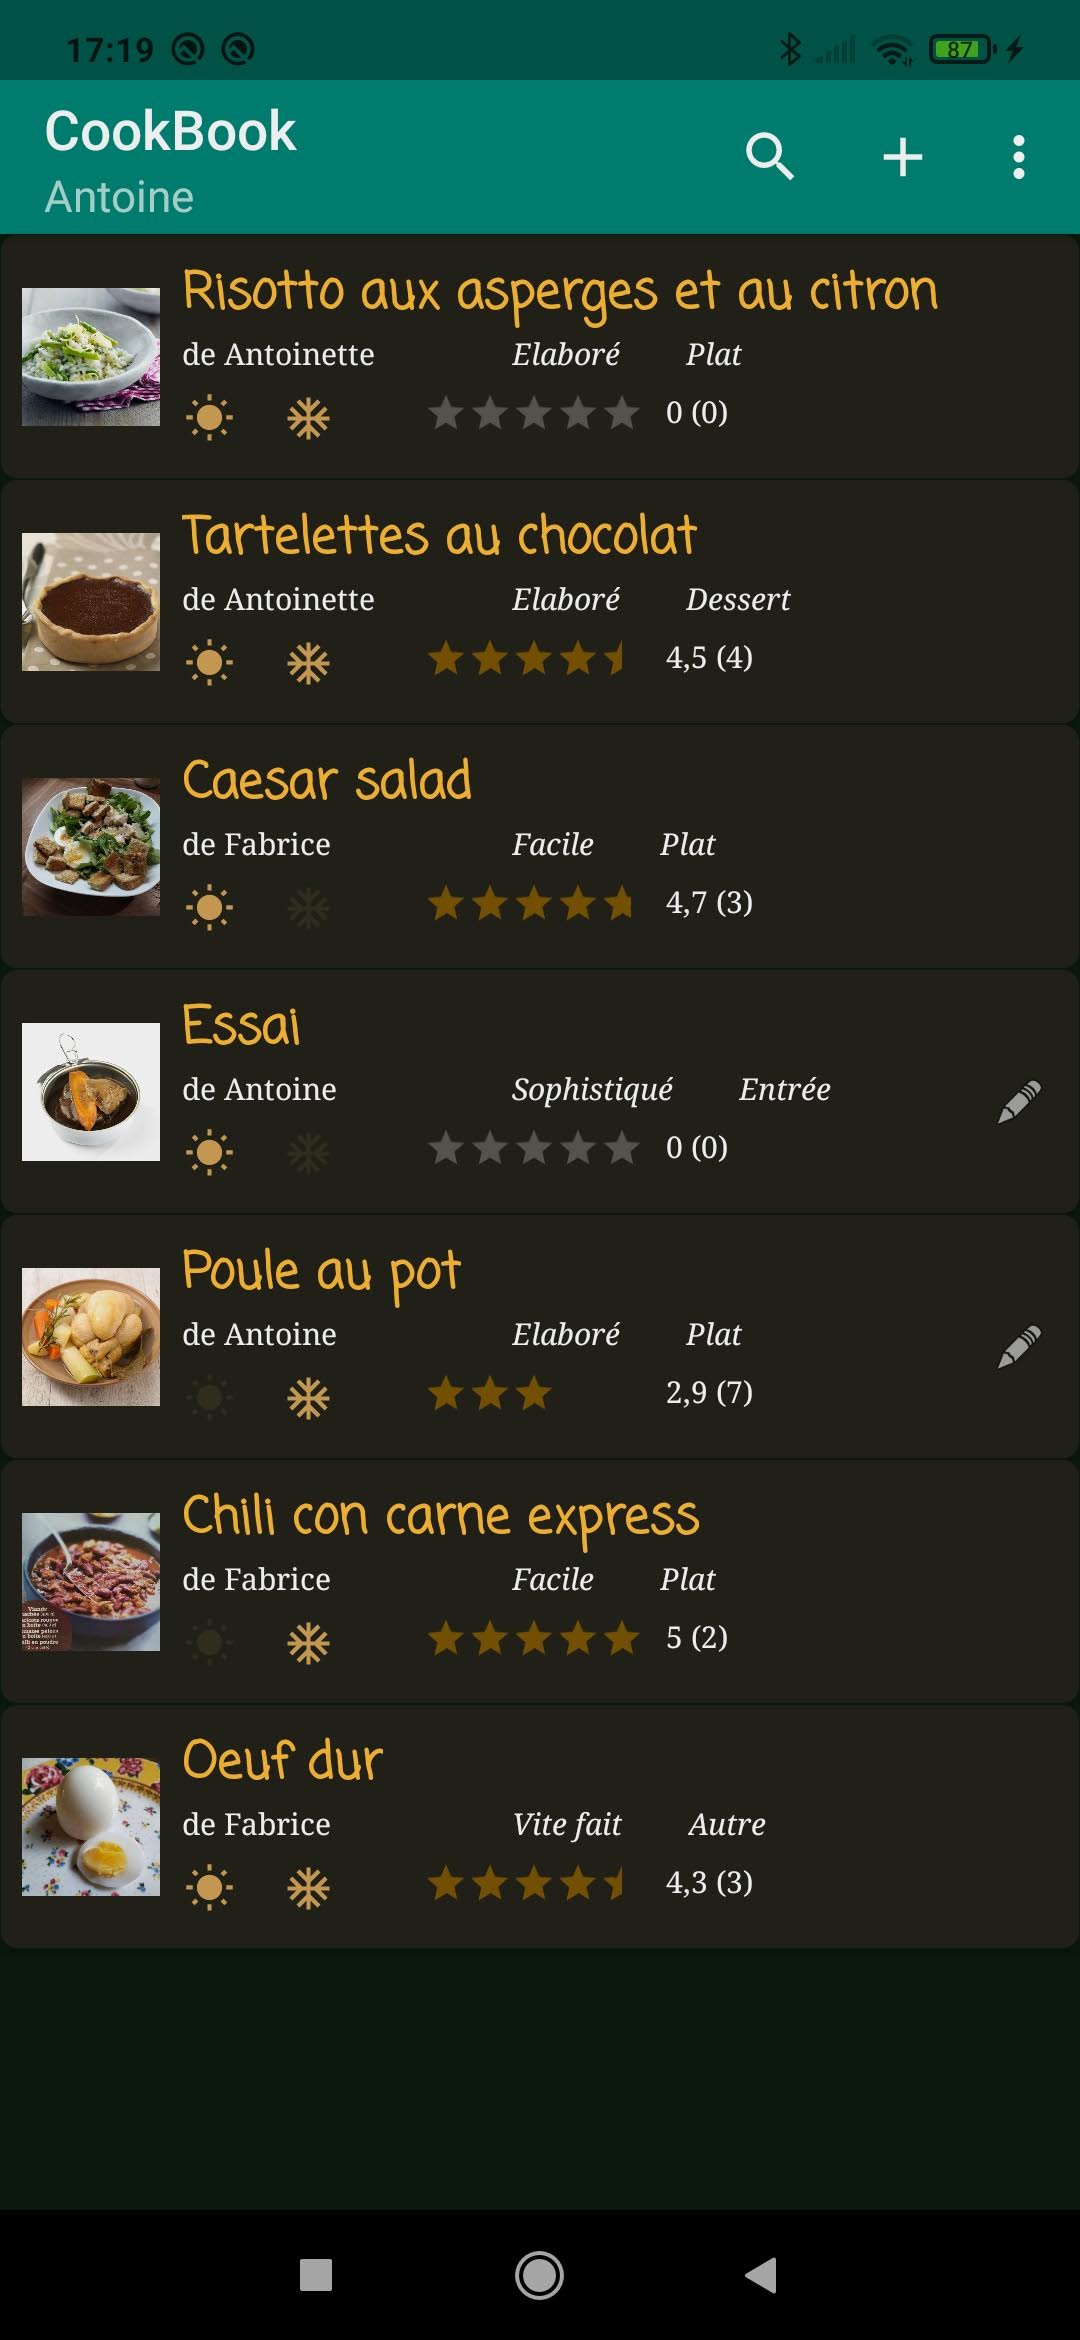 17:19
87
CookBook
Antoine
Risotto aux asperges et au citron
de Antoinette Elaboré Plat
0 (0)
Tartelettes au chocolat
de Antoinette Elaboré Dessert
4,5 (4)
Caesar salad
de Fabrice Facile Plat
4,7 (3)
Essai
de Antoine Sophistiqué Entrée
0 (0)
Poule au pot
de Antoine Elaboré Plat
2,9 (7)
Chili con carne express
de Fabrice Facile Plat
5 (2)
Oeuf dur
de Fabrice Vite fait Autre
4,3 (3)